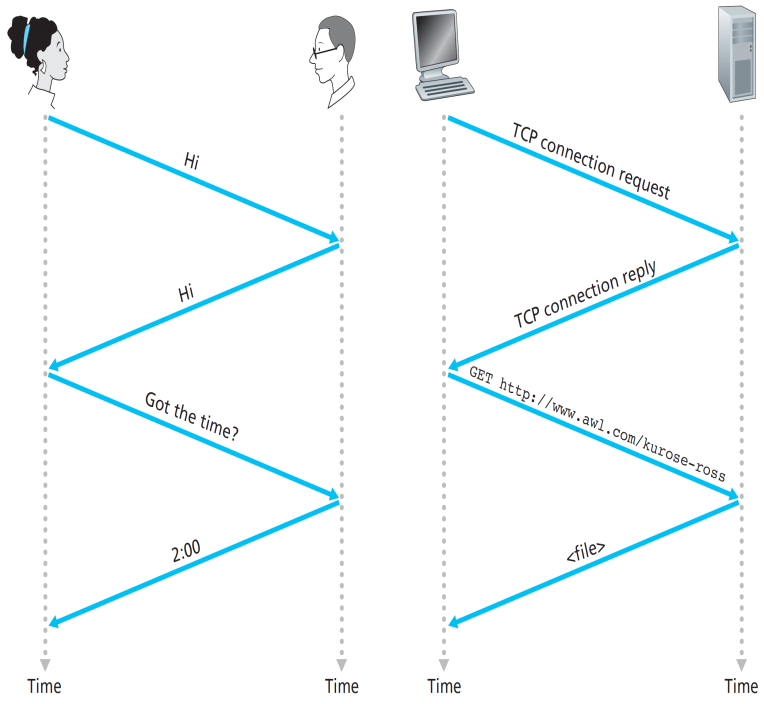 Hi
Hi
Got the time?
2:00
Time
Time
TCP connection request
TCP connection reply
GET http://www.awl.com/kurose-ross
<file>
Time
Time